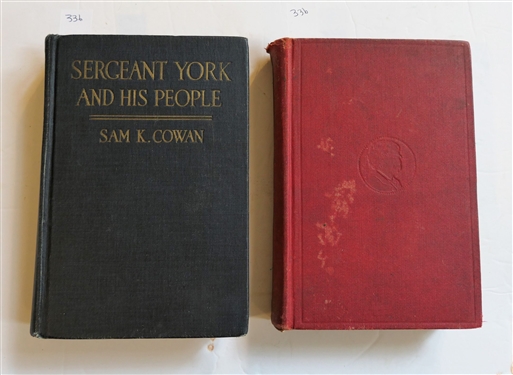 336
336
SERGEANT YORK
AND HIS PEOPLE
SAM K. COWAN